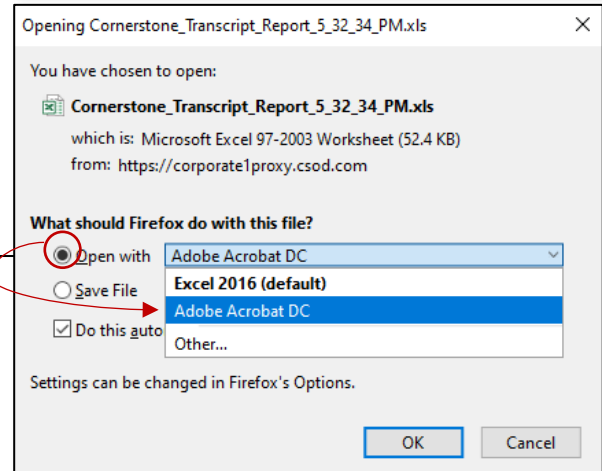 Opening Cornerstone_Transcript_Report_5_32_34_PM.xls
You have chosen to open:
Cornerstone_Transcript_Report_5_32_34_PM.xls
which is: Microsoft Excel 97-2003 Worksheet (52.4 KB)
from: https://corporate1proxy.csod.com
What should Firefox do with this file?
Open with Adobe Acrobat DC
Excel 2016 (default)
Save File Adobe Acrobat DC
Do this auto Other...
Settings can be changed in Firefox's Options.
OK Cancel